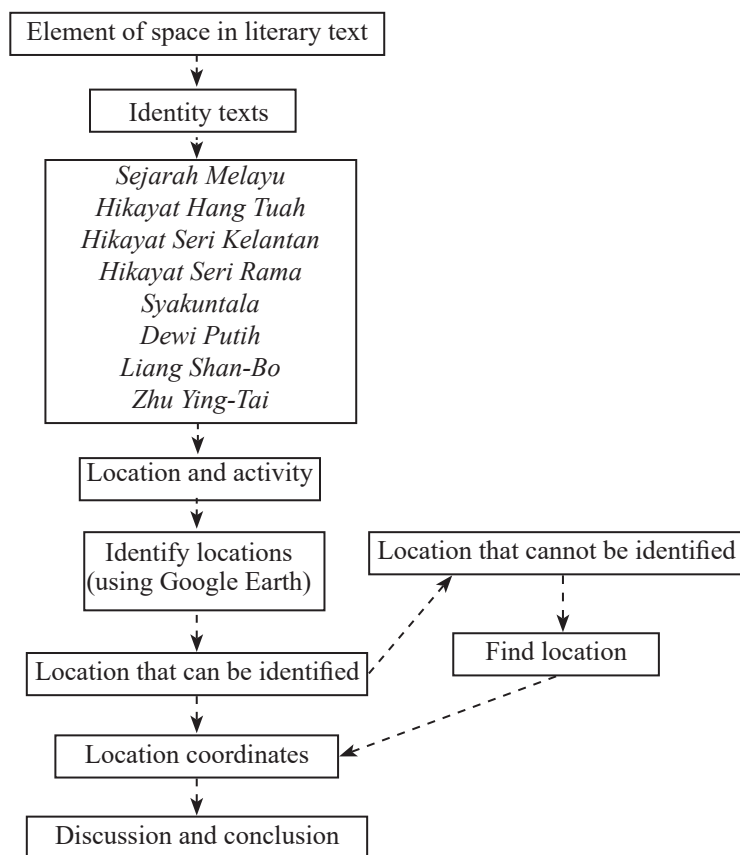 Element of space in literary text
Identity texts
Sejarah Melayu
Hikayat Hang Tuah
Hikayat Seri Kelantan
Hikayat Seri Rama
Syakuntala
Dewi Putih
Liang Shan-Bo
Zhu Ying-Tai
Location and activity
Identify locations
(using Google Earth)
Location that cannot be identified
Find location
Location that can be identified
Location coordinates
Discussion and conclusion